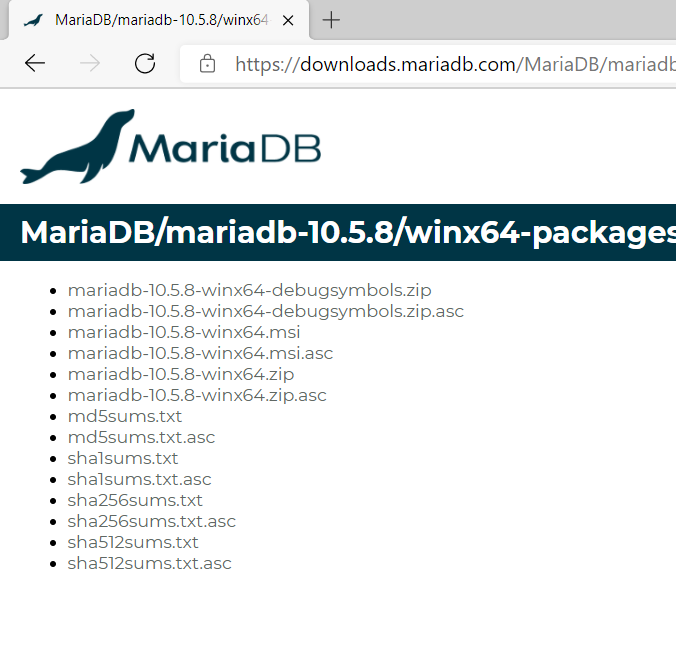 MariaDB/mariadb-10.5.8/winx64
https://downloads.mariadb.com/MariaDB/mariadb
MariaDB
MariaDB/mariadb-10.5.8/winx64-packages
mariadb-10.5.8-winx64-debugsymbols.zip
mariadb-10.5.8-winx64-debugsymbols.zip.asc
mariadb-10.5.8-winx64.msi
mariadb-10.5.8-winx64.msi.asc
mariadb-10.5.8-winx64.zip
mariadb-10.5.8-winx64.zip.asc
md5sums.txt
md5sums.txt.asc
sha1sums.txt
sha1sums.txt.asc
sha256sums.txt
sha256sums.txt.asc
sha512sums.txt
sha512sums.txt.asc